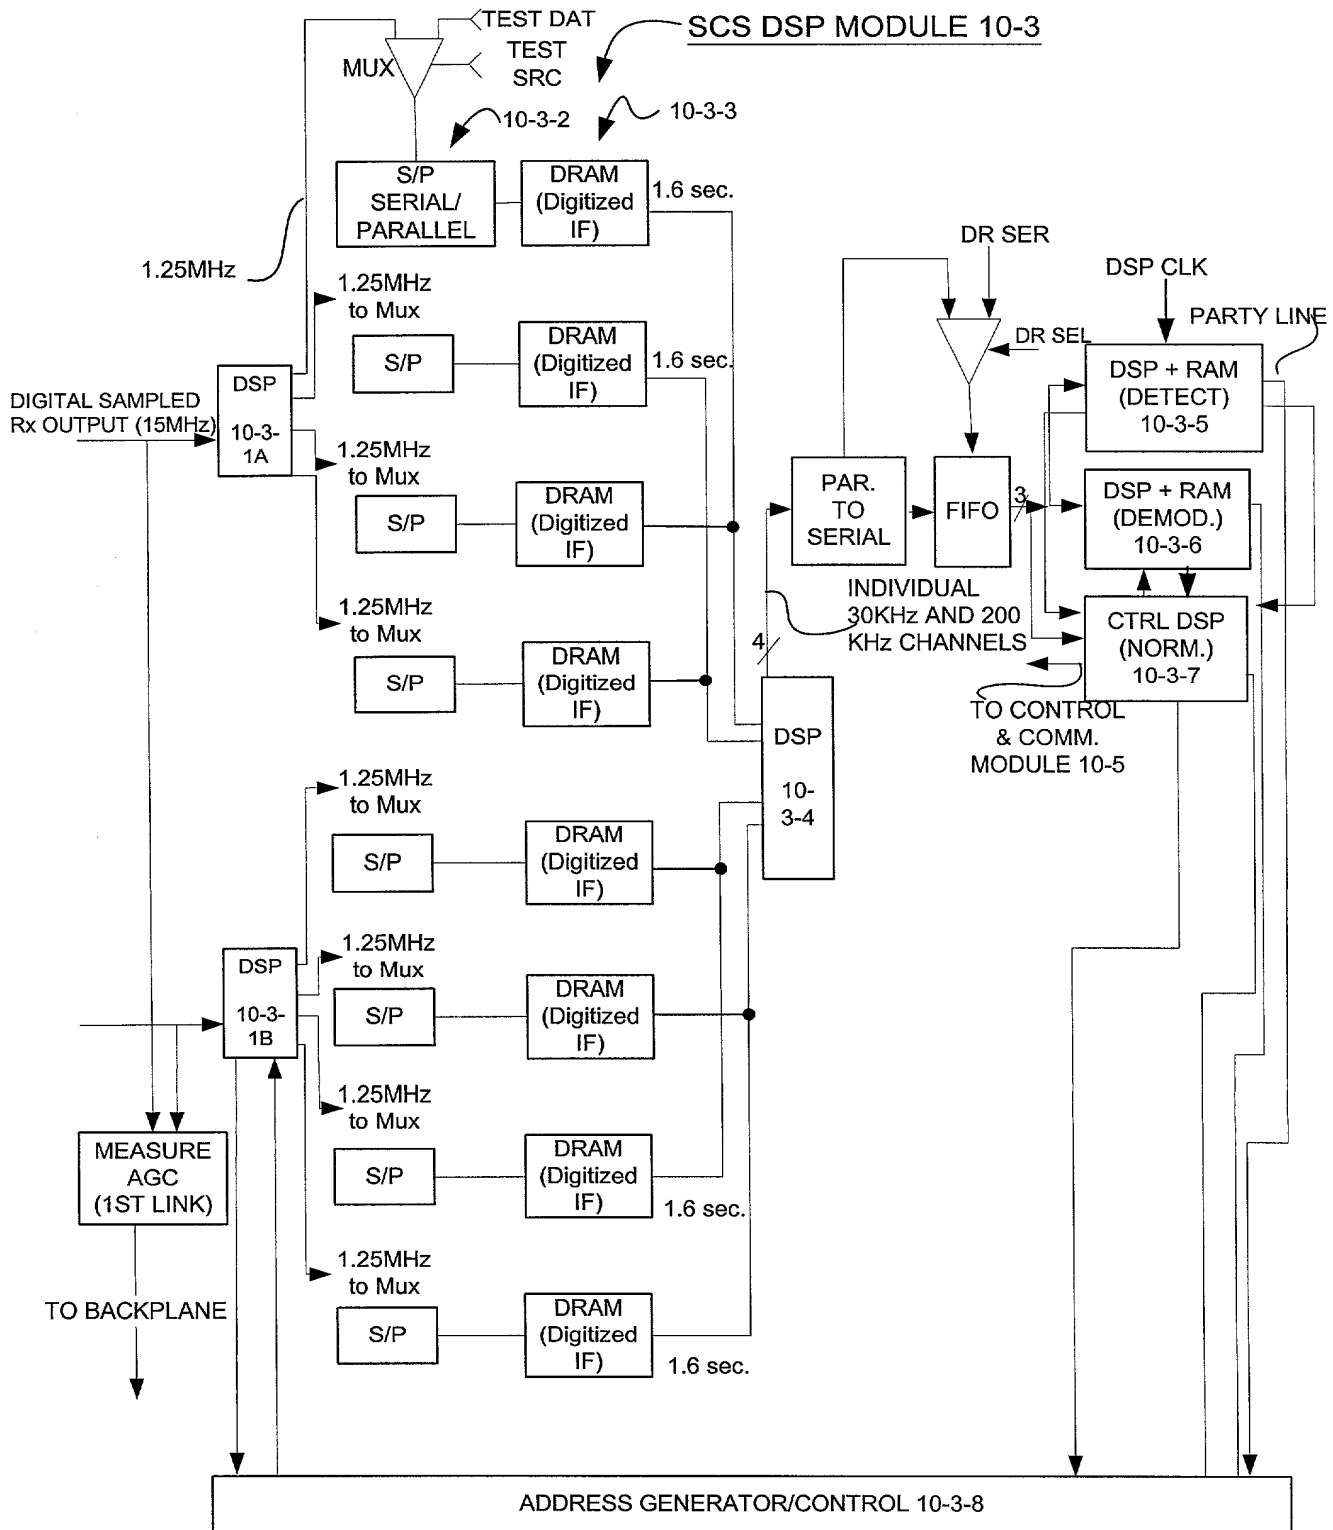 TEST DAT
SCS DSP MODULE 10-3
MUX
TEST
SRC
10-3-2
10-3-3
S/P
SERIAL/
PARALLEL
DRAM
(Digitized
IF)
1.6 sec.
1.25MHz
1.25MHz
to Mux
S/P
DRAM
(Digitized
IF)
1.6 sec.
DSP
10-3-
1A
DIGITAL SAMPLED
Rx OUTPUT (15MHz)
1.25MHz
to Mux
S/P
DRAM
(Digitized
IF)
1.25MHz
to Mux
S/P
DRAM
(Digitized
IF)
DR SER
DSP CLK
PARTY LINE
DR SEL
DSP + RAM
(DETECT)
10-3-5
PAR.
TO
SERIAL
FIFO
3
DSP + RAM
(DEMOD.)
10-3-6
INDIVIDUAL
30KHz AND 200
KHz CHANNELS
4
CTRL DSP
(NORM.)
10-3-7
TO CONTROL
& COMM.
MODULE 10-5
DSP
10-
3-4
1.25MHz
to Mux
S/P
DRAM
(Digitized
IF)
DSP
10-3-
1B
1.25MHz
to Mux
S/P
DRAM
(Digitized
IF)
1.25MHz
to Mux
S/P
DRAM
(Digitized
IF)
1.6 sec.
MEASURE
AGC
(1ST LINK)
1.25MHz
to Mux
S/P
DRAM
(Digitized
IF)
1.6 sec.
TO BACKPLANE
ADDRESS GENERATOR/CONTROL 10-3-8